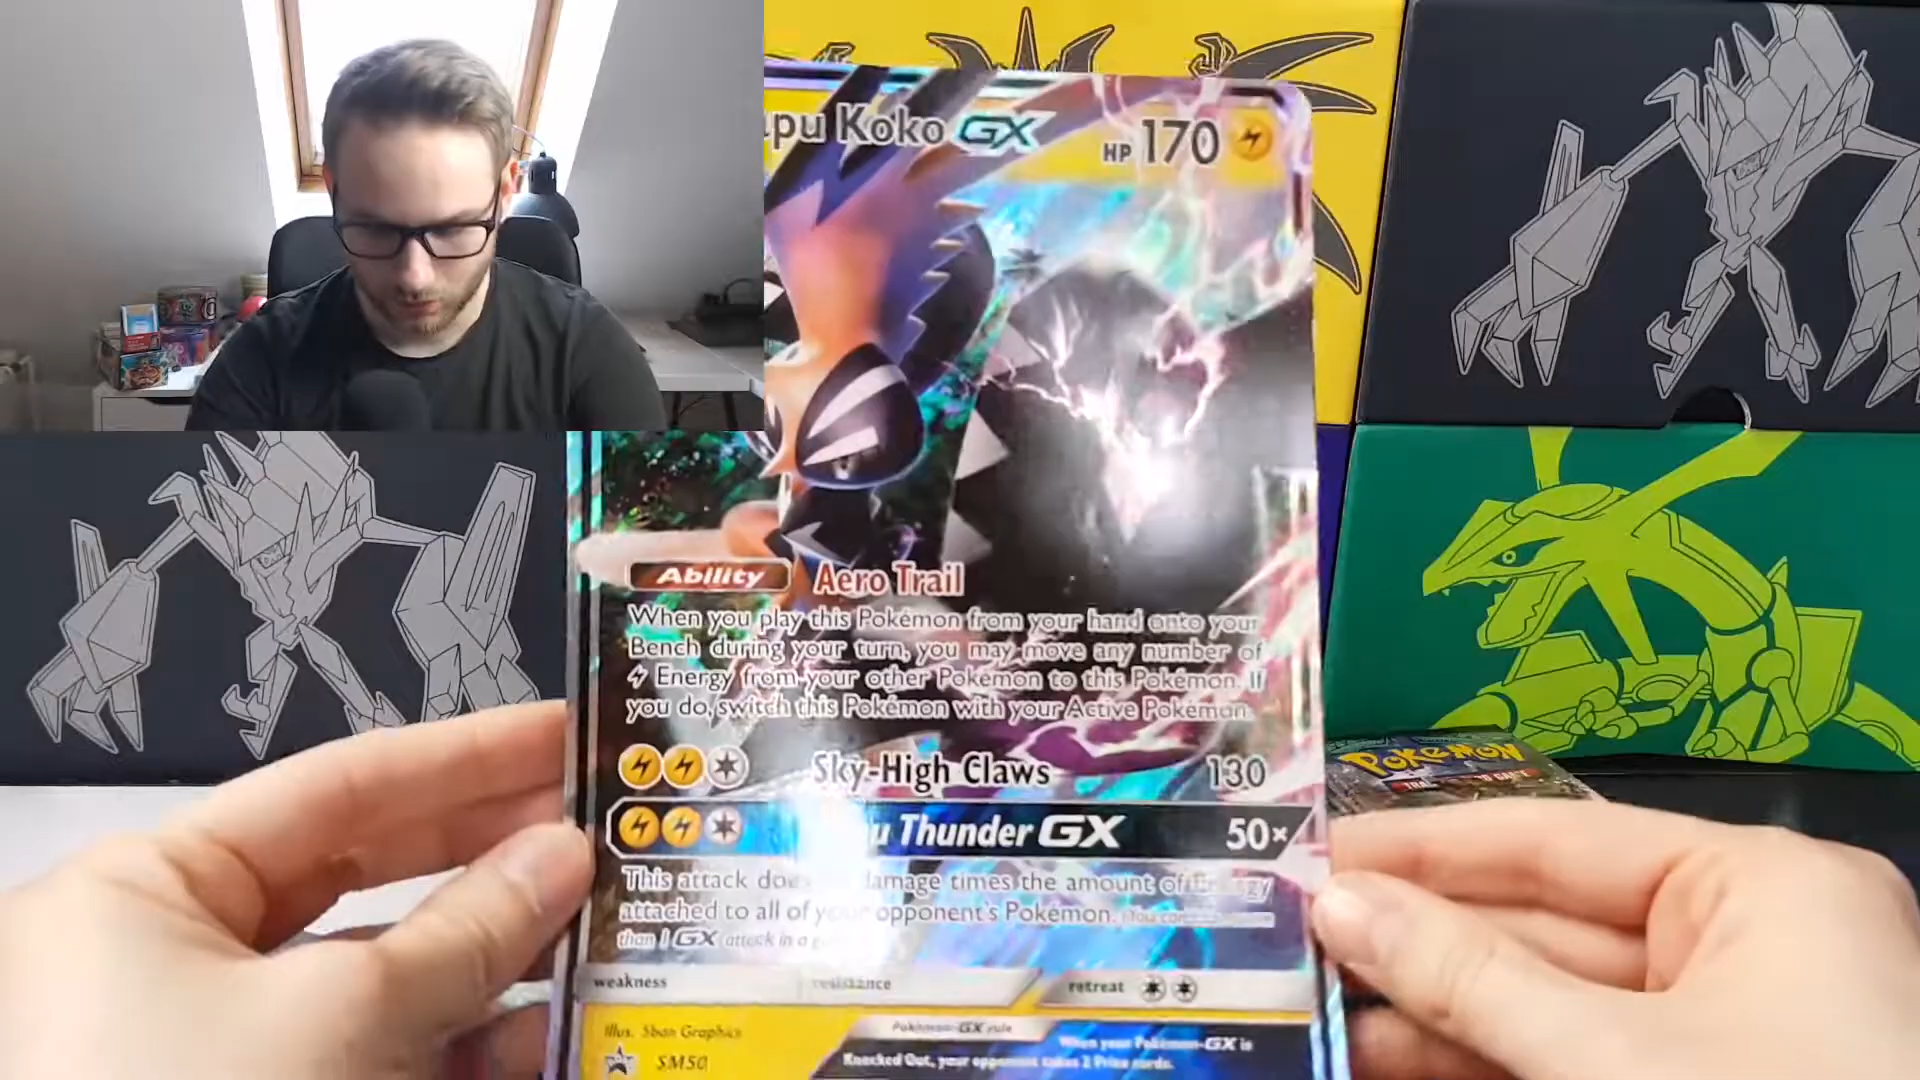 pu Koko GX HP 170
Ability Aero Trail
When you play this Pokémon from your hand onto your
Bench during your turn, you may move any number of
Energy from your other Pokémon to this Pokémon. If
you do, switch this Pokémon with your Active Pokémon.
Sky-High Claws 130
u Thunder GX 50×
This attack does damage times the amount of Energy
attached to all of your opponent's Pokémon.
than 1 GX attack in a
weakness resistance retreat
Illus. 5ban Graphics Pokémon-GX rule When your Pokémon-GX is
SM50 Knocked Out, your opponent takes 2 Prize cards.
POKéMON